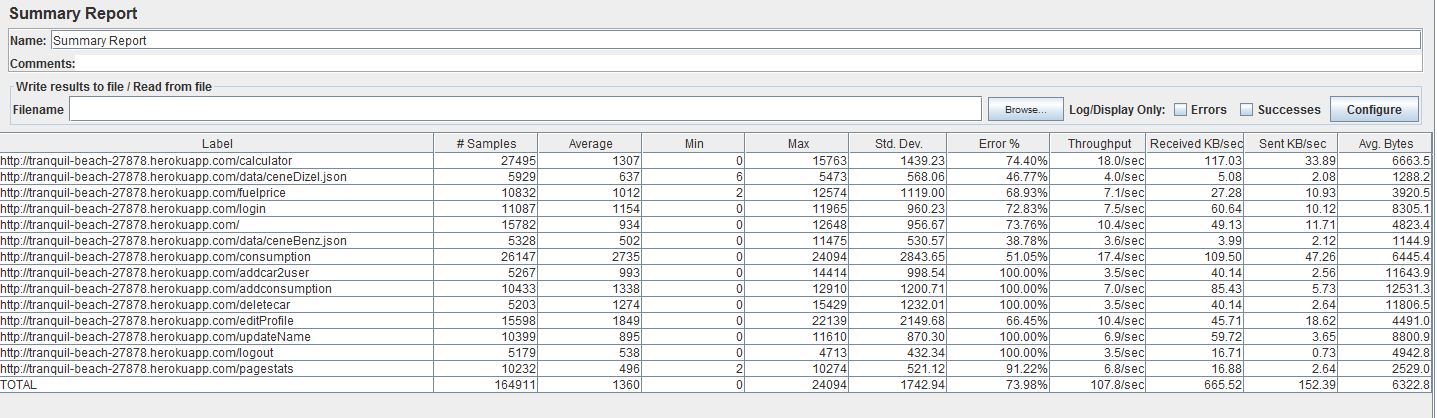 Summary Report
Name: Summary Report
Comments:
Write results to file / Read from file
Filename Browse... Log/Display Only: Errors Successes Configure
Label # Samples Average Min Max Std. Dev. Error % Throughput Received KB/sec Sent KB/sec Avg. Bytes
http://tranquil-beach-27878.herokuapp.com/calculator 27495 1307 0 15763 1439.23 74.40% 18.0/sec 117.03 33.89 6663.5
http://tranquil-beach-27878.herokuapp.com/data/ceneDizel.json 5929 637 6 5473 568.06 46.77% 4.0/sec 5.08 2.08 1288.2
http://tranquil-beach-27878.herokuapp.com/fuelprice 10832 1012 2 12574 1119.00 68.93% 7.1/sec 27.28 10.93 3920.5
http://tranquil-beach-27878.herokuapp.com/login 11087 1154 0 11965 960.23 72.83% 7.5/sec 60.64 10.12 8305.1
http://tranquil-beach-27878.herokuapp.com/ 15782 934 0 12648 956.67 73.76% 10.4/sec 49.13 11.71 4823.4
http://tranquil-beach-27878.herokuapp.com/data/ceneBenz.json 5328 502 0 11475 530.57 38.78% 3.6/sec 3.99 2.12 1144.9
http://tranquil-beach-27878.herokuapp.com/consumption 26147 2735 0 24094 2843.65 51.05% 17.4/sec 109.50 47.26 6445.4
http://tranquil-beach-27878.herokuapp.com/addcar2user 5267 993 0 14414 998.54 100.00% 3.5/sec 40.14 2.56 11643.9
http://tranquil-beach-27878.herokuapp.com/addconsumption 10433 1338 0 12910 1200.71 100.00% 7.0/sec 85.43 5.73 12531.3
http://tranquil-beach-27878.herokuapp.com/deletecar 5203 1274 0 15429 1232.01 100.00% 3.5/sec 40.14 2.64 11806.5
http://tranquil-beach-27878.herokuapp.com/editProfile 15598 1849 0 22139 2149.68 66.45% 10.4/sec 45.71 18.62 4491.0
http://tranquil-beach-27878.herokuapp.com/updateName 10399 895 0 11610 870.30 100.00% 6.9/sec 59.72 3.65 8800.9
http://tranquil-beach-27878.herokuapp.com/logout 5179 538 0 4713 432.34 100.00% 3.5/sec 16.71 0.73 4942.8
http://tranquil-beach-27878.herokuapp.com/pagestats 10232 496 2 10274 521.12 91.22% 6.8/sec 16.88 2.64 2529.0
TOTAL 164911 1360 0 24094 1742.94 73.98% 107.8/sec 665.52 152.39 6322.8